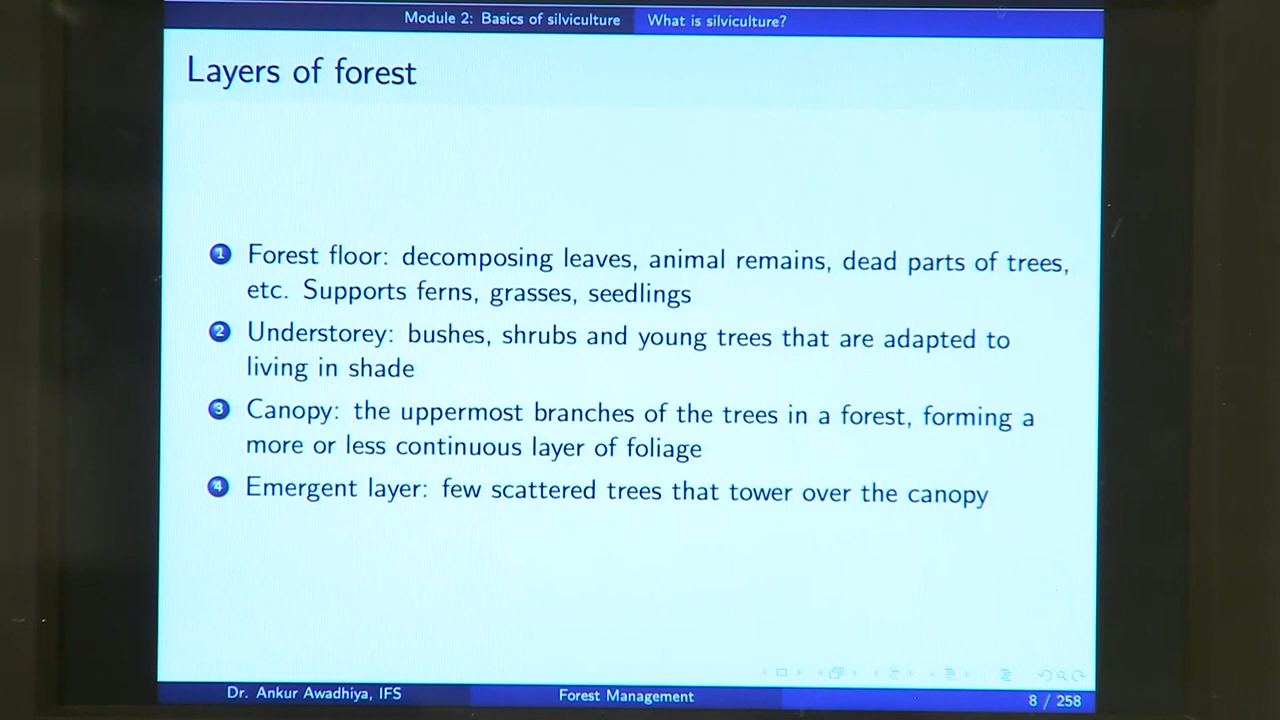 Module 2: Basics of silviculture What is silviculture?
Layers of forest
1 Forest floor: decomposing leaves, animal remains, dead parts of trees,
etc. Supports ferns, grasses, seedlings
2 Understorey: bushes, shrubs and young trees that are adapted to
living in shade
3 Canopy: the uppermost branches of the trees in a forest, forming a
more or less continuous layer of foliage
4 Emergent layer: few scattered trees that tower over the canopy
Dr. Ankur Awadhiya, IFS Forest Management 8 / 258